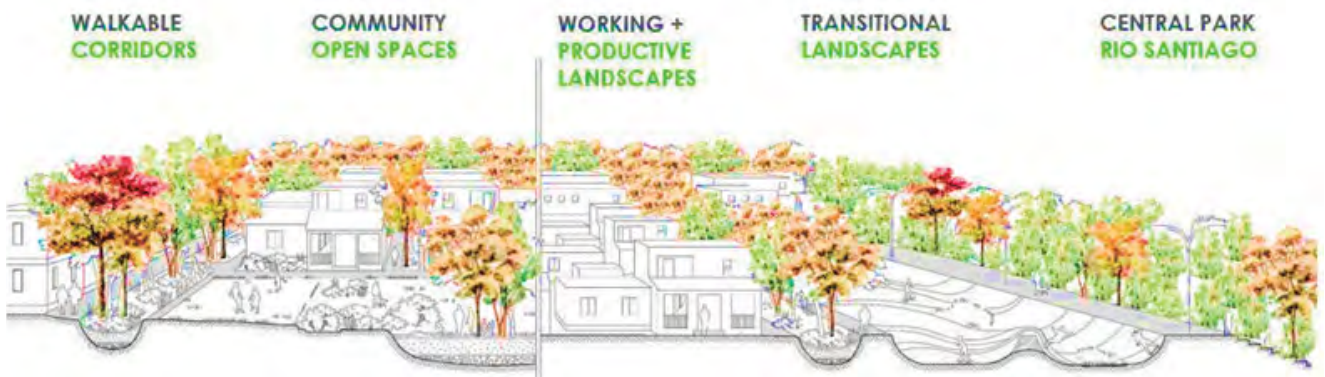 WALKABLE
CORRIDORS
COMMUNITY
OPEN SPACES
WORKING +
PRODUCTIVE
LANDSCAPES
TRANSITIONAL
LANDSCAPES
CENTRAL PARK
RIO SANTIAGO